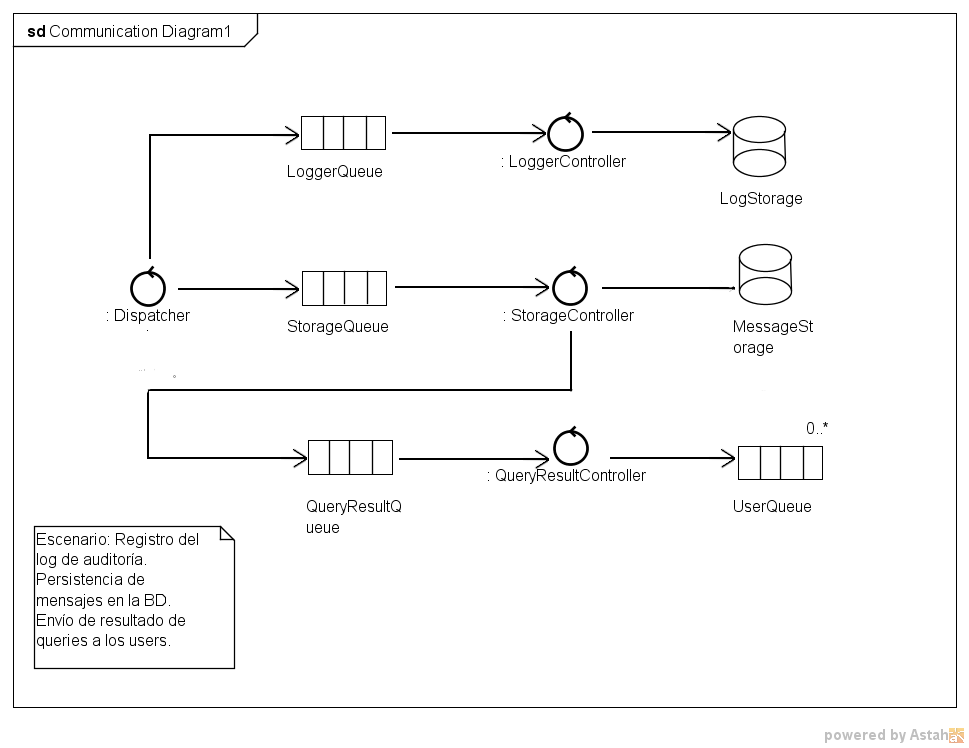 sd Communication Diagram1
LoggerQueue
: LoggerController
LogStorage
: Dispatcher
StorageQueue
: StorageController
MessageSt
orage
0..*
QueryResultQ
ueue
: QueryResultController
UserQueue
Escenario: Registro del
log de auditoría.
Persistencia de
mensajes en la BD.
Envío de resultado de
queries a los users.
powered by Astah